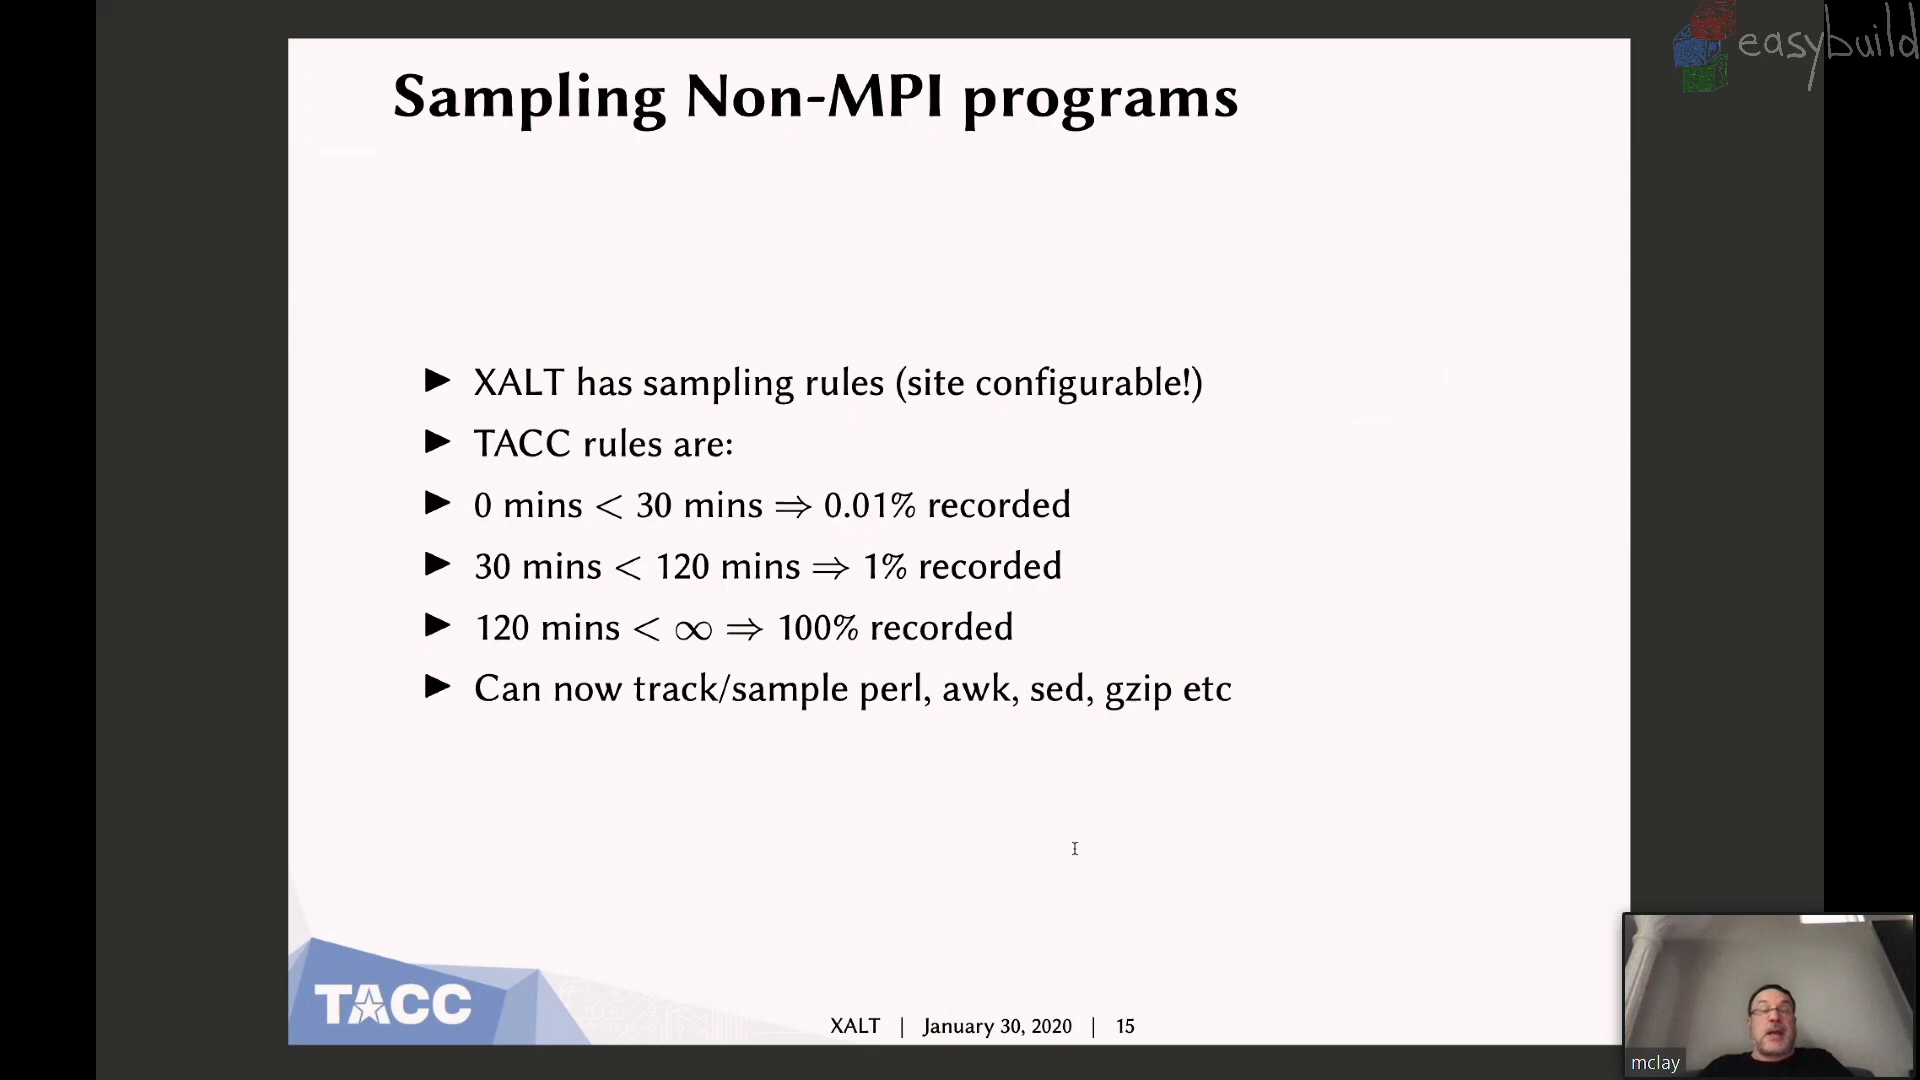 easybuild
Sampling Non-MPI programs
► XALT has sampling rules (site configurable!)
► TACC rules are:
► 0 mins < 30 mins ⇒ 0.01% recorded
► 30 mins < 120 mins ⇒ 1% recorded
► 120 mins < ∞ ⇒ 100% recorded
► Can now track/sample perl, awk, sed, gzip etc
TACC
XALT | January 30, 2020 | 15
mclay